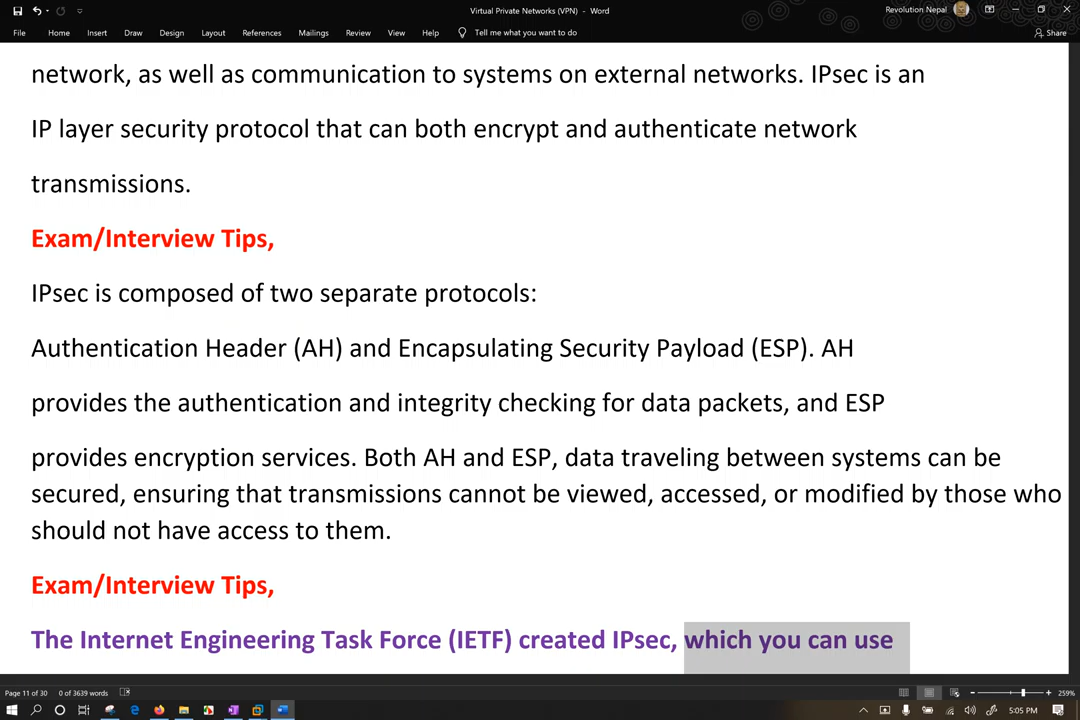 Virtual Private Networks (VPN) - Word
Revolution Nepal
File Home Insert Draw Design Layout References Mailings Review View Help Tell me what you want to do Share
network, as well as communication to systems on external networks. IPsec is an
IP layer security protocol that can both encrypt and authenticate network
transmissions.
Exam/Interview Tips,
IPsec is composed of two separate protocols:
Authentication Header (AH) and Encapsulating Security Payload (ESP). AH
provides the authentication and integrity checking for data packets, and ESP
provides encryption services. Both AH and ESP, data traveling between systems can be
secured, ensuring that transmissions cannot be viewed, accessed, or modified by those who
should not have access to them.
Exam/Interview Tips,
The Internet Engineering Task Force (IETF) created IPsec, which you can use
Page 11 of 30 0 of 3639 words 259%
5:05 PM